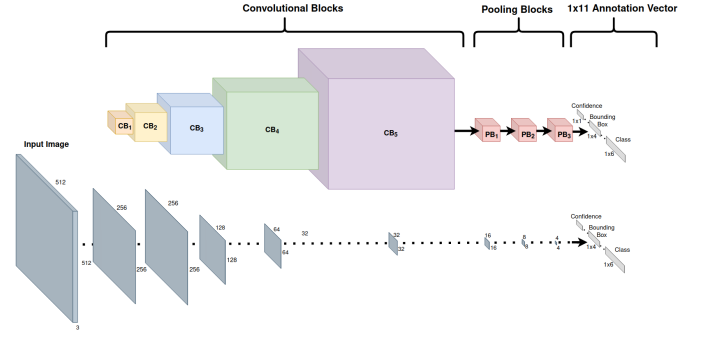 Convolutional Blocks
Pooling Blocks
1x11 Annotation Vector
CB1
CB2
CB3
CB4
CB5
PB1
PB2
PB3
Confidence
1x1
Bounding
Box
1x4
Class
1x6
Input Image
512
512
3
256
256
256
256
128
128
64
64
32
32
32
16
16
8
8
4
4
Confidence
Bounding
Box
1x4
Class
1x6